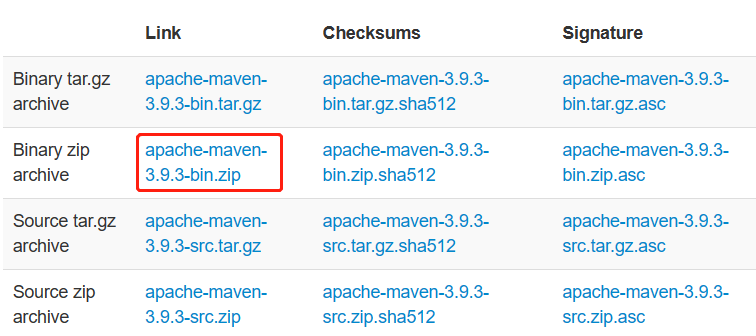 Link Checksums Signature
Binary tar.gz apache-maven- apache-maven-3.9.3- apache-maven-3.9.3-
archive 3.9.3-bin.tar.gz bin.tar.gz.sha512 bin.tar.gz.asc
Binary zip apache-maven- apache-maven-3.9.3- apache-maven-3.9.3-
archive 3.9.3-bin.zip bin.zip.sha512 bin.zip.asc
Source tar.gz apache-maven- apache-maven-3.9.3- apache-maven-3.9.3-
archive 3.9.3-src.tar.gz src.tar.gz.sha512 src.tar.gz.asc
Source zip apache-maven- apache-maven-3.9.3- apache-maven-3.9.3-
archive 3.9.3-src.zip src.zip.sha512 src.zip.asc